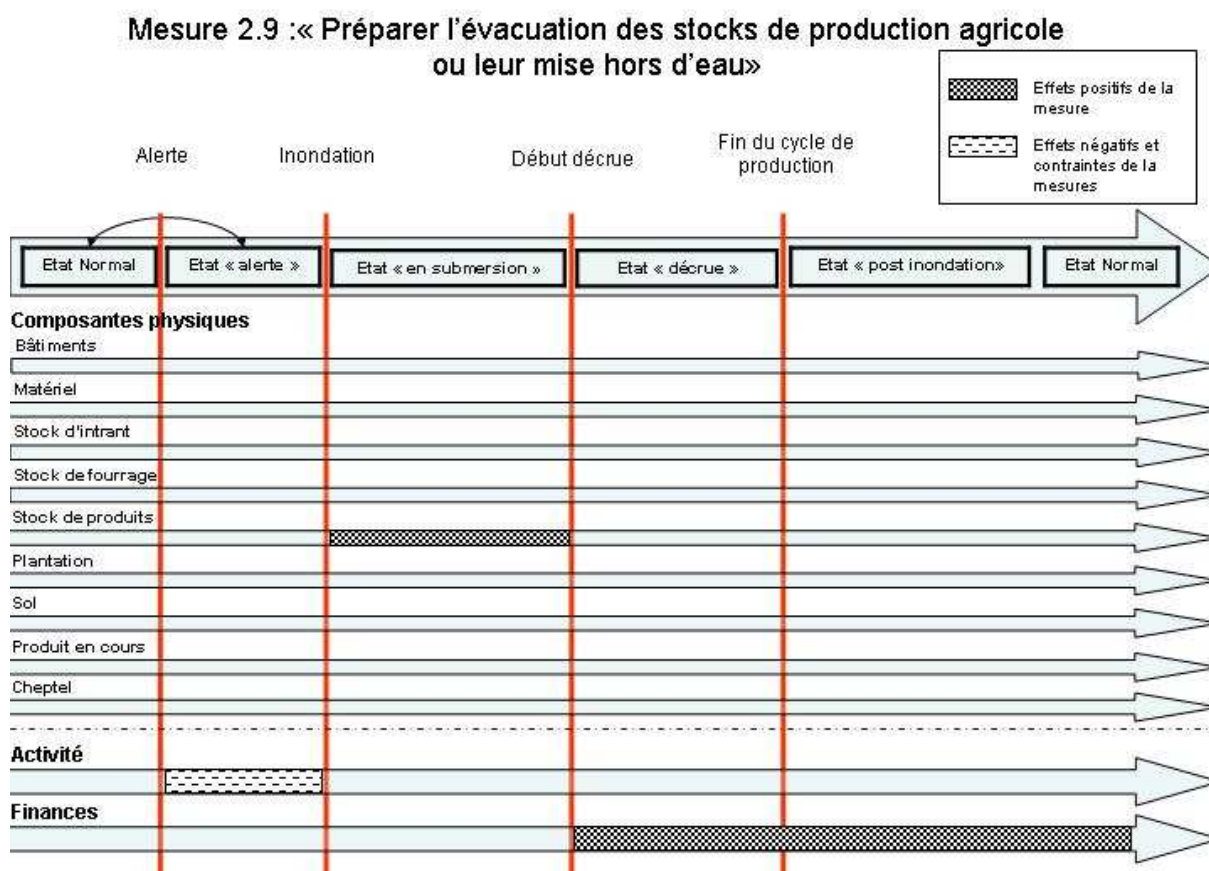 Mesure 2.9 :« Préparer l’évacuation des stocks de production agricole
ou leur mise hors d’eau»
Effets positifs de la
mesure
Effets négatifs et
contraintes de la
mesures
Alerte
Inondation
Début décrue
Fin du cycle de
production
Etat Normal
Etat « alerte »
Etat « en submersion »
Etat « décrue »
Etat « post inondation»
Etat Normal
Composantes physiques
Bâtiments
Matériel
Stock d'intrant
Stock de fourrage
Stock de produits
Plantation
Sol
Produit en cours
Cheptel
Activité
Finances